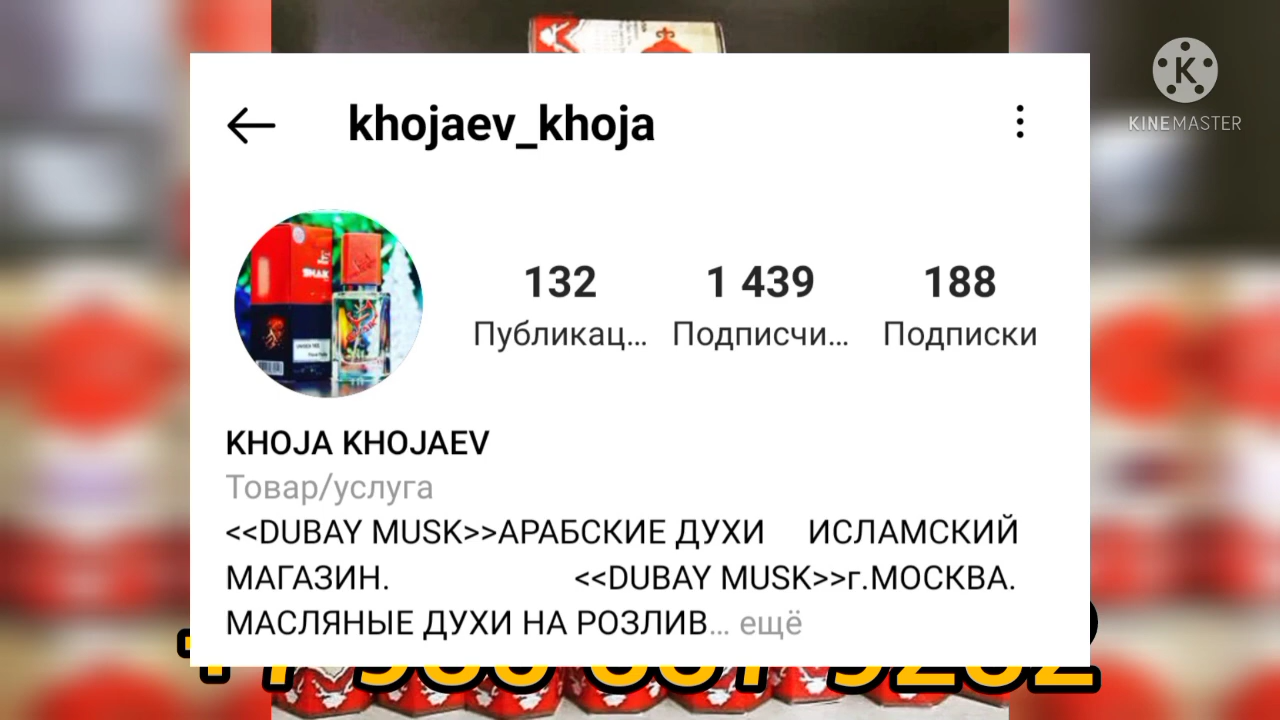 KINEMASTER
khojaev_khoja
132 1 439 188
Публикац... Подписчи... Подписки
KHOJA KHOJAEV
Товар/услуга
<<DUBAY MUSK>>АРАБСКИЕ ДУХИ ИСЛАМСКИЙ
МАГАЗИН. <<DUBAY MUSK>>г.МОСКВА.
МАСЛЯНЫЕ ДУХИ НА РОЗЛИВ... ещё